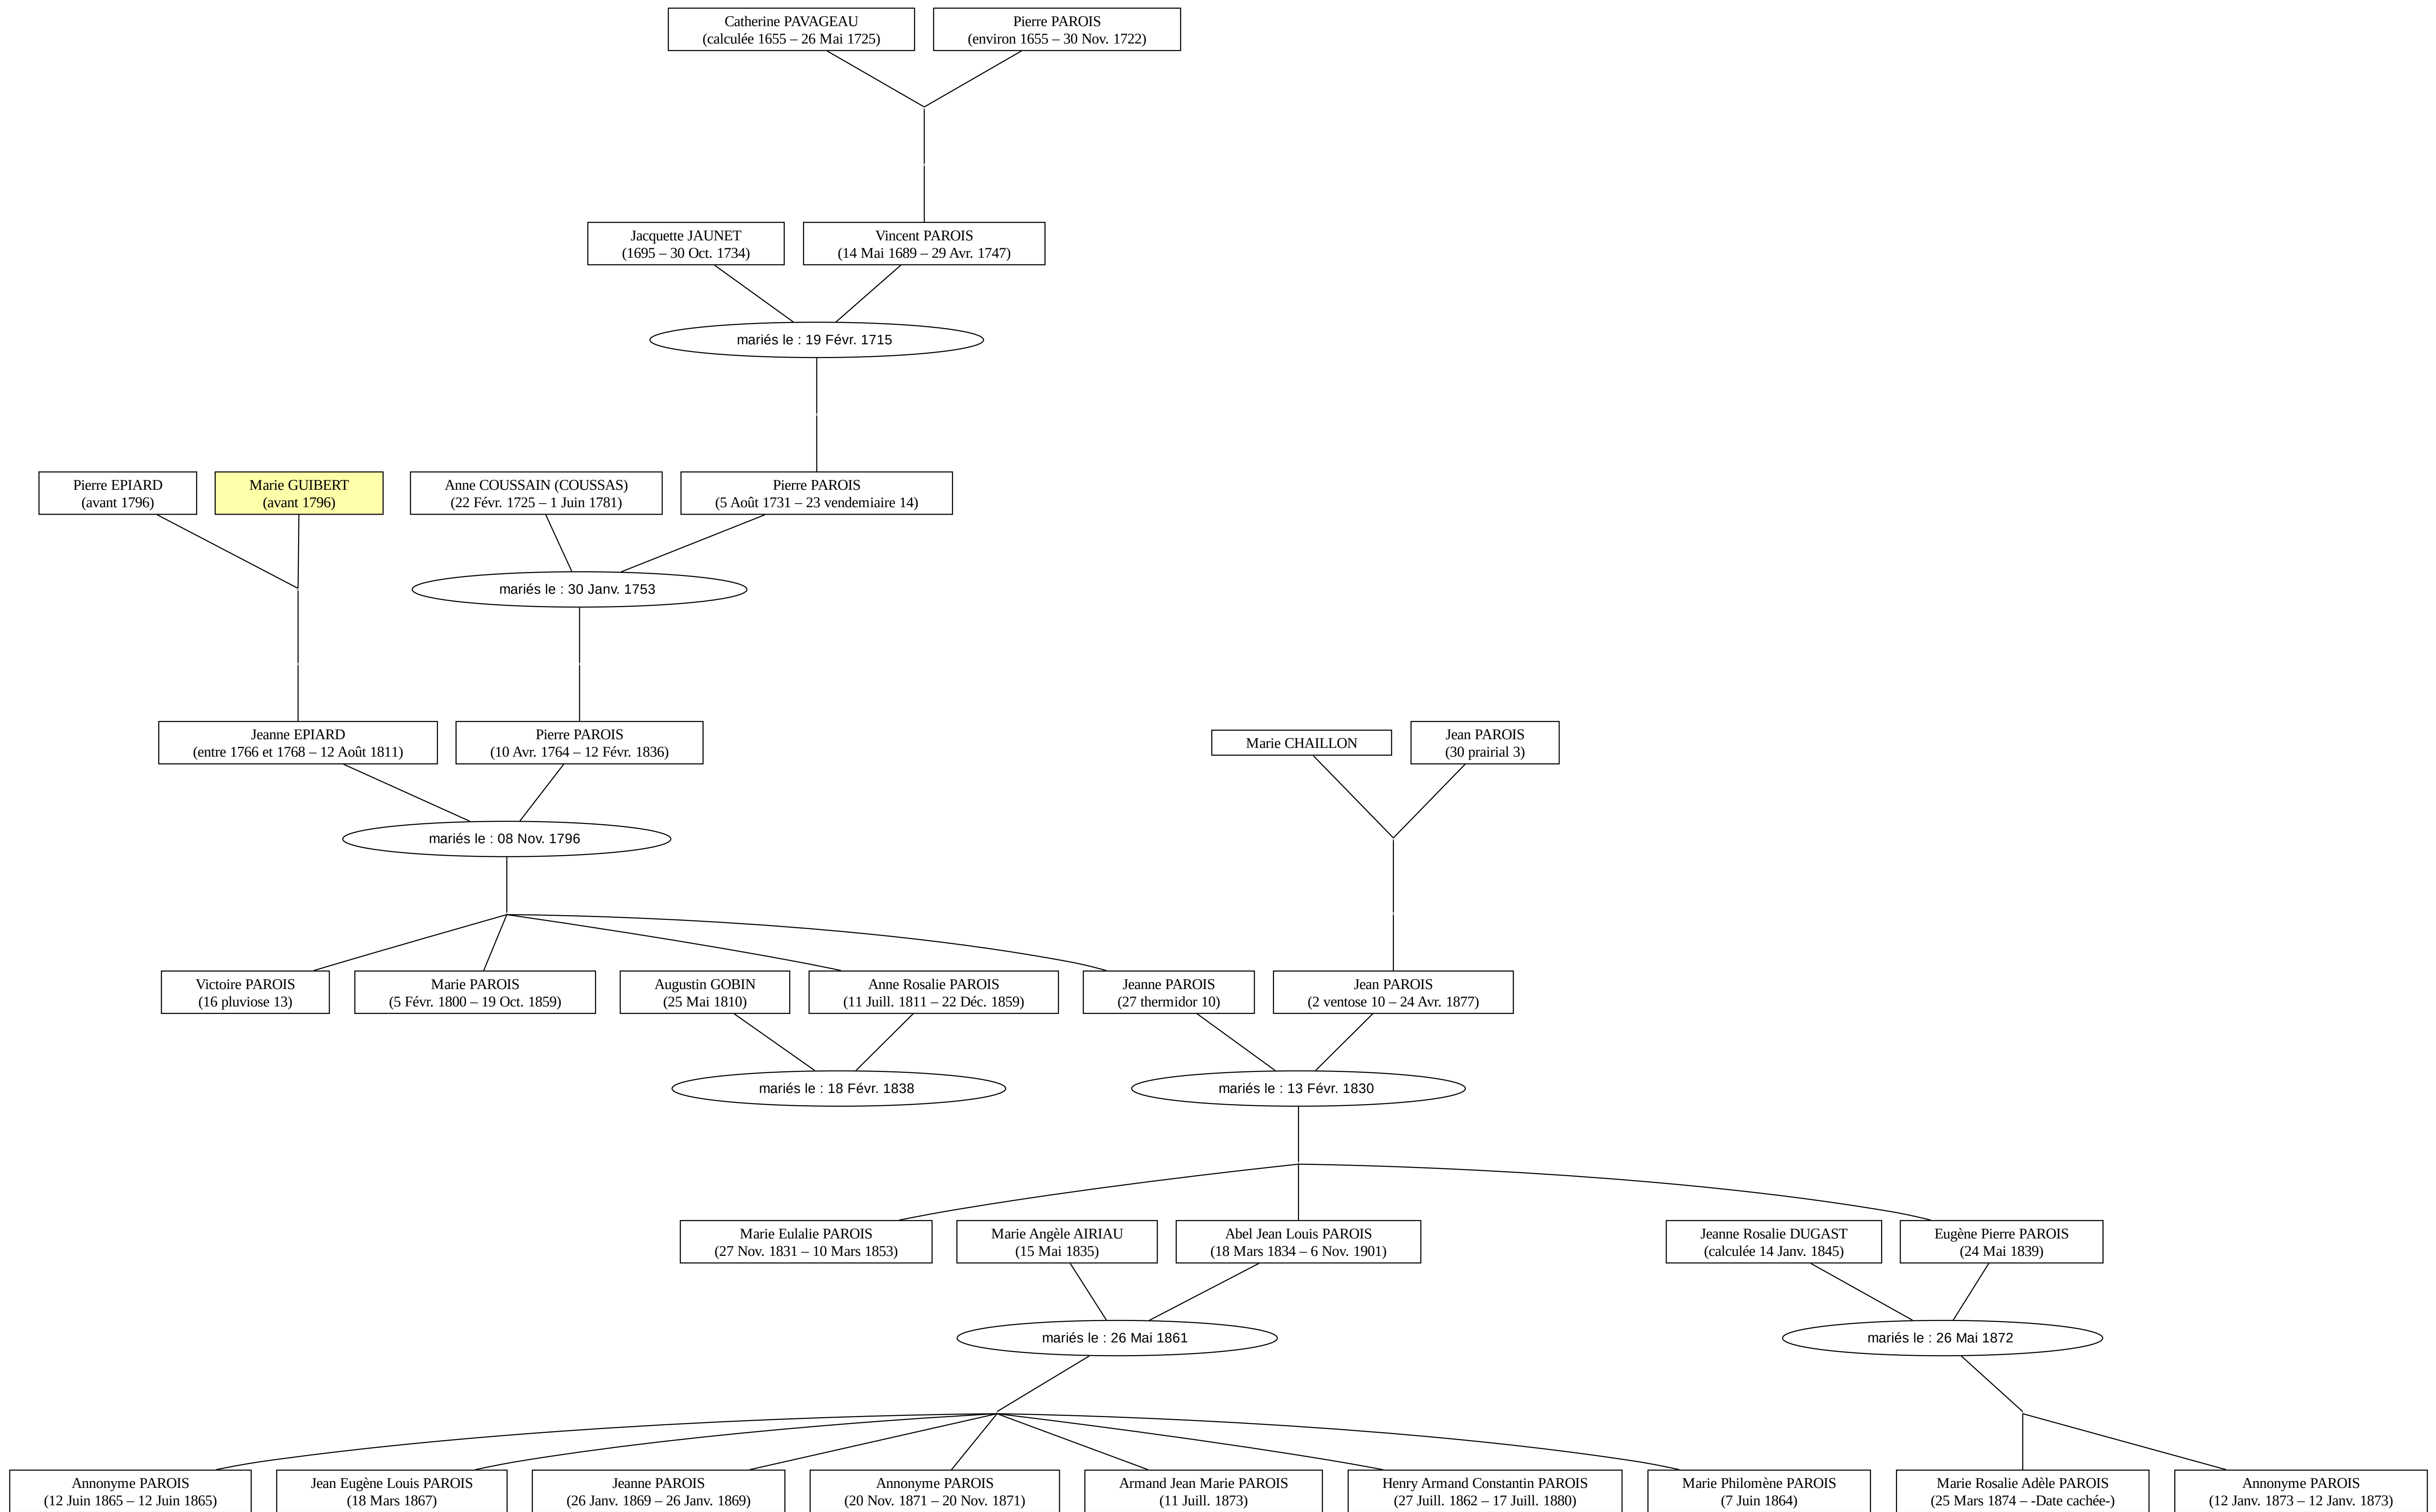 Catherine PAVAGEAU
(calculée 1655 – 26 Mai 1725)
Pierre PAROIS
(environ 1655 – 30 Nov. 1722)
Jacquette JAUNET
(1695 – 30 Oct. 1734)
Vincent PAROIS
(14 Mai 1689 – 29 Avr. 1747)
mariés le : 19 Févr. 1715
Pierre EPIARD
(avant 1796)
Marie GUIBERT
(avant 1796)
Anne COUSSAIN (COUSSAS)
(22 Févr. 1725 – 1 Juin 1781)
Pierre PAROIS
(5 Août 1731 – 23 vendemiaire 14)
mariés le : 30 Janv. 1753
Jeanne EPIARD
(entre 1766 et 1768 – 12 Août 1811)
Pierre PAROIS
(10 Avr. 1764 – 12 Févr. 1836)
Marie CHAILLON
Jean PAROIS
(30 prairial 3)
mariés le : 08 Nov. 1796
Victoire PAROIS
(16 pluviose 13)
Marie PAROIS
(5 Févr. 1800 – 19 Oct. 1859)
Augustin GOBIN
(25 Mai 1810)
Anne Rosalie PAROIS
(11 Juill. 1811 – 22 Déc. 1859)
Jeanne PAROIS
(27 thermidor 10)
Jean PAROIS
(2 ventose 10 – 24 Avr. 1877)
mariés le : 18 Févr. 1838
mariés le : 13 Févr. 1830
Marie Eulalie PAROIS
(27 Nov. 1831 – 10 Mars 1853)
Marie Angèle AIRIAU
(15 Mai 1835)
Abel Jean Louis PAROIS
(18 Mars 1834 – 6 Nov. 1901)
Jeanne Rosalie DUGAST
(calculée 14 Janv. 1845)
Eugène Pierre PAROIS
(24 Mai 1839)
mariés le : 26 Mai 1861
mariés le : 26 Mai 1872
Annonyme PAROIS
(12 Juin 1865 – 12 Juin 1865)
Jean Eugène Louis PAROIS
(18 Mars 1867)
Jeanne PAROIS
(26 Janv. 1869 – 26 Janv. 1869)
Annonyme PAROIS
(20 Nov. 1871 – 20 Nov. 1871)
Armand Jean Marie PAROIS
(11 Juill. 1873)
Henry Armand Constantin PAROIS
(27 Juill. 1862 – 17 Juill. 1880)
Marie Philomène PAROIS
(7 Juin 1864)
Marie Rosalie Adèle PAROIS
(25 Mars 1874 – -Date cachée-)
Annonyme PAROIS
(12 Janv. 1873 – 12 Janv. 1873)